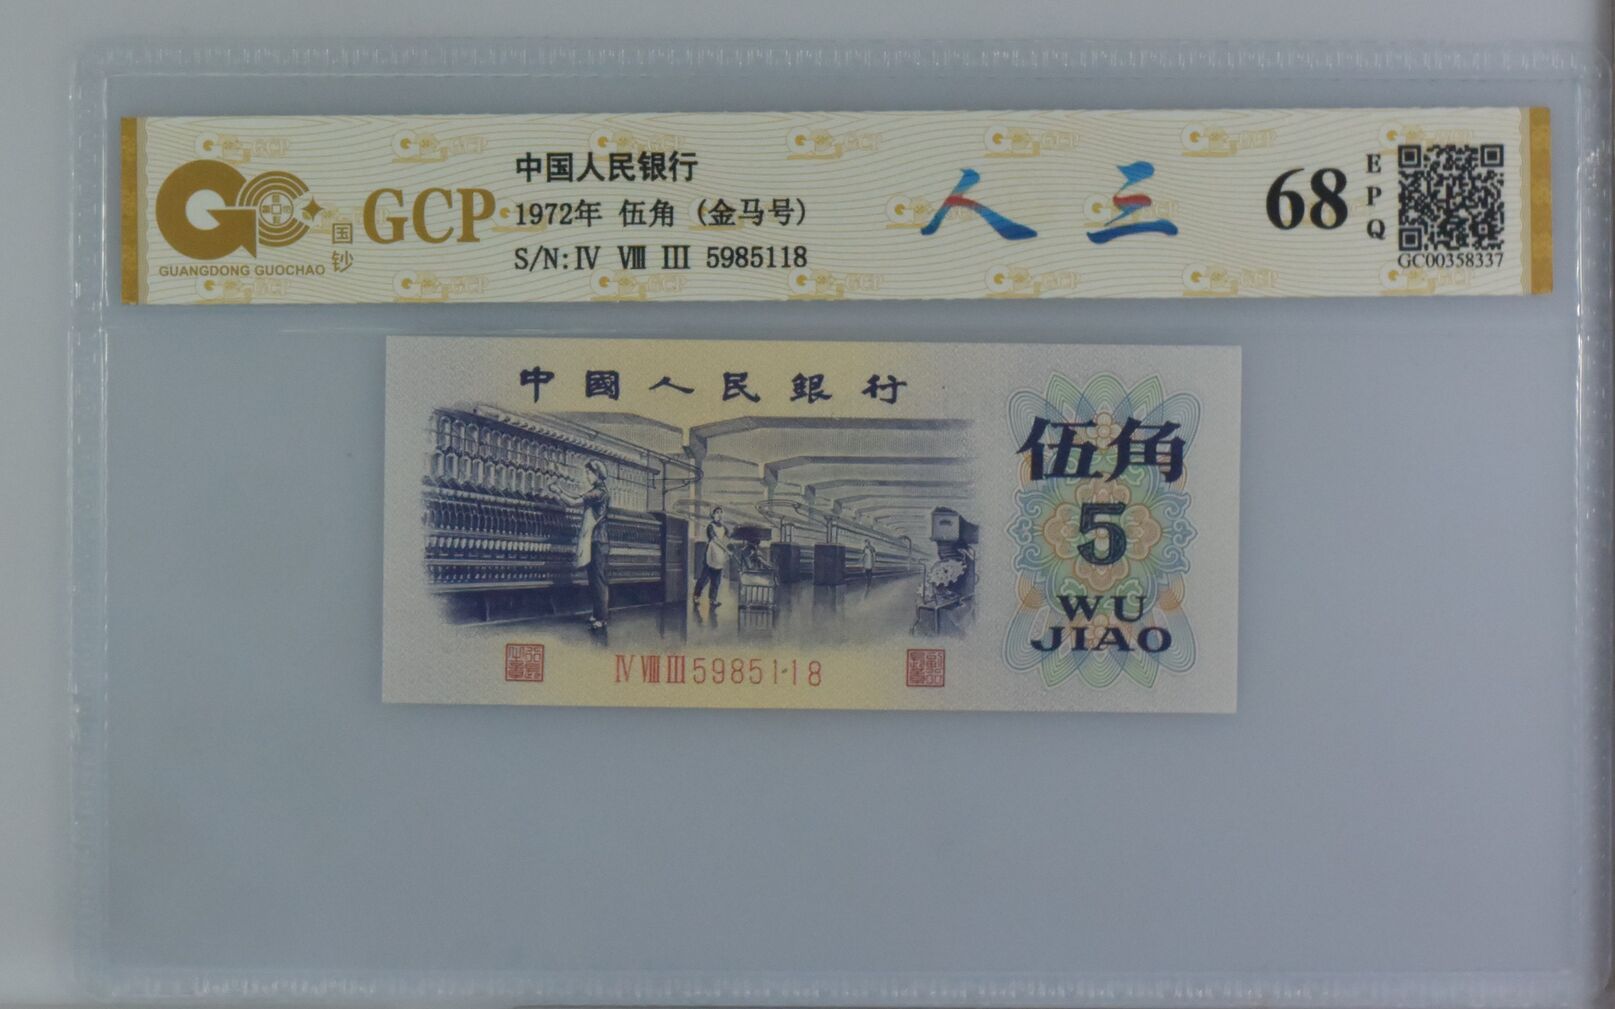 中国人民银行
1972年 伍角 (金马号)
S/N:Ⅳ Ⅷ Ⅲ 5985118
GCP
国钞
GUANGDONG GUOCHAO
人 三
68
EPQ
GC00358337
中國人民銀行
伍角
5
WU
JIAO
Ⅳ Ⅷ Ⅲ 5985118